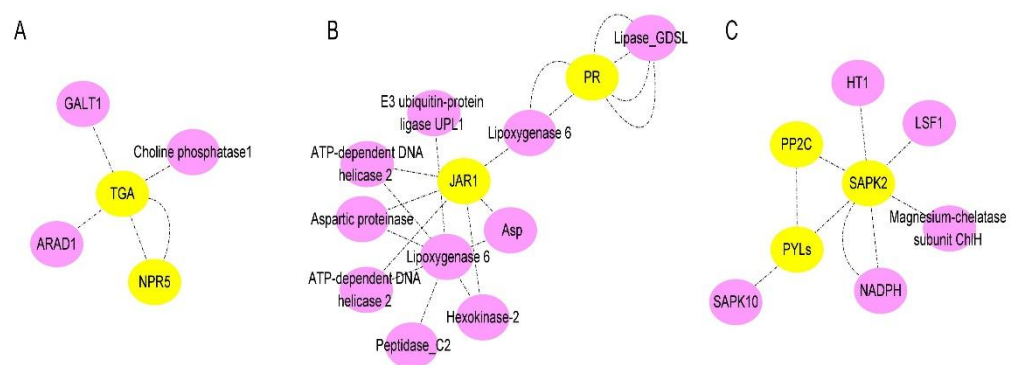 A
GALT1
Choline phosphatase1
TGA
ARAD1
NPR5
B
Lipase_GDSL
PR
E3 ubiquitin-protein
ligase UPL1
Lipoxygenase 6
ATP-dependent DNA
helicase 2
JAR1
Aspartic proteinase
Asp
Lipoxygenase 6
ATP-dependent DNA
helicase 2
Hexokinase-2
Peptidase_C2
C
HT1
LSF1
PP2C
SAPK2
Magnesium-chelatase
subunit ChlH
PYLs
NADPH
SAPK10